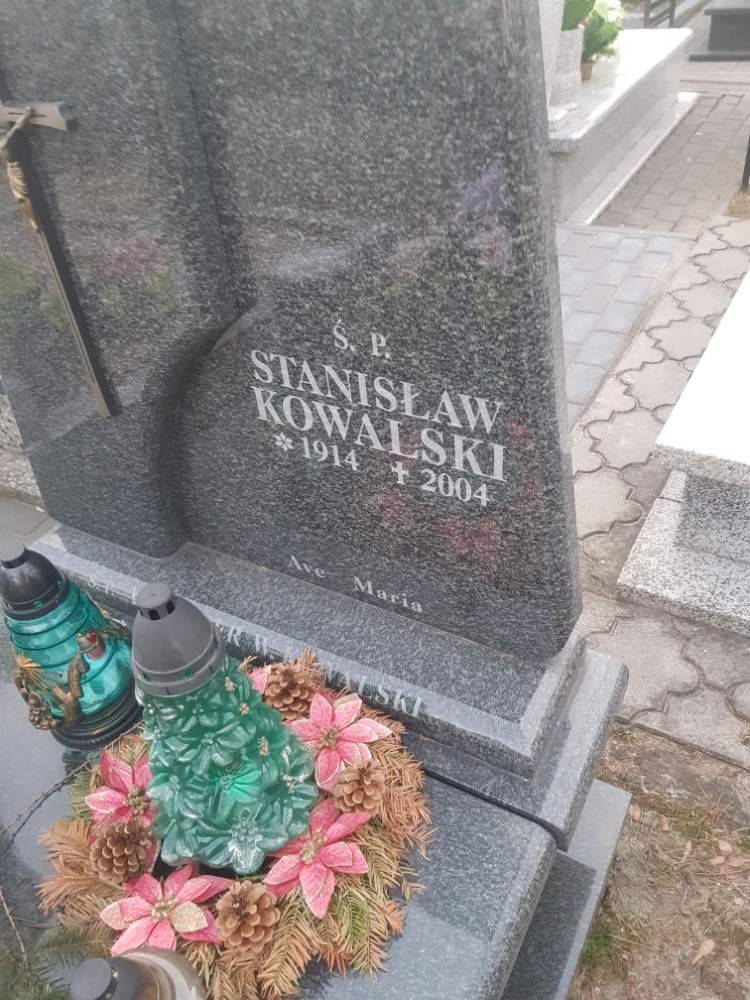 Ś. P.
STANISŁAW
KOWALSKI
* 1914 ✝ 2004
Ave Maria